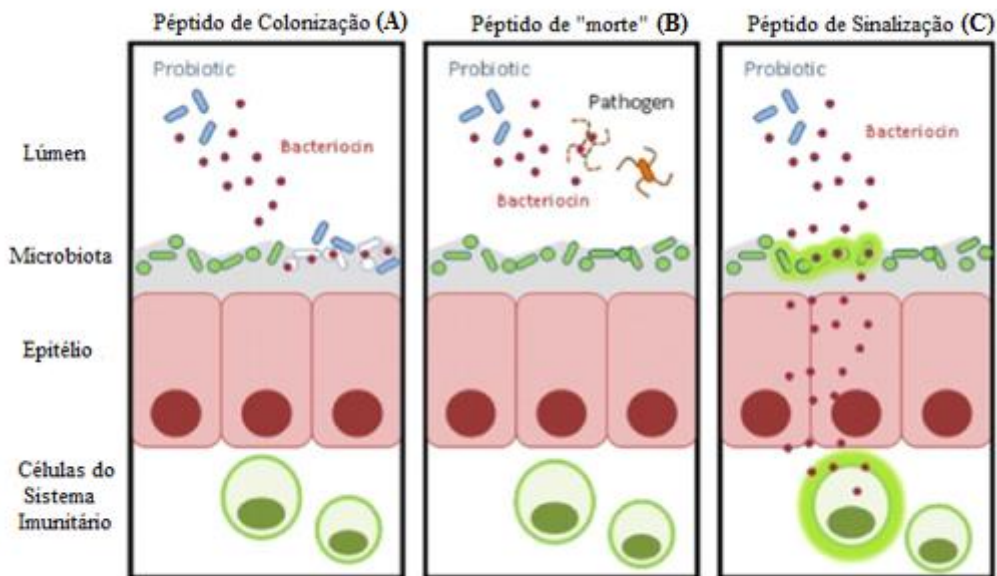 Péptido de Colonização (A)
Péptido de "morte" (B)
Péptido de Sinalização (C)
Probiotic
Bacteriocin
Probiotic
Pathogen
Bacteriocin
Probiotic
Bacteriocin
Lúmen
Microbiota
Epitélio
Células do
Sistema
Imunitário